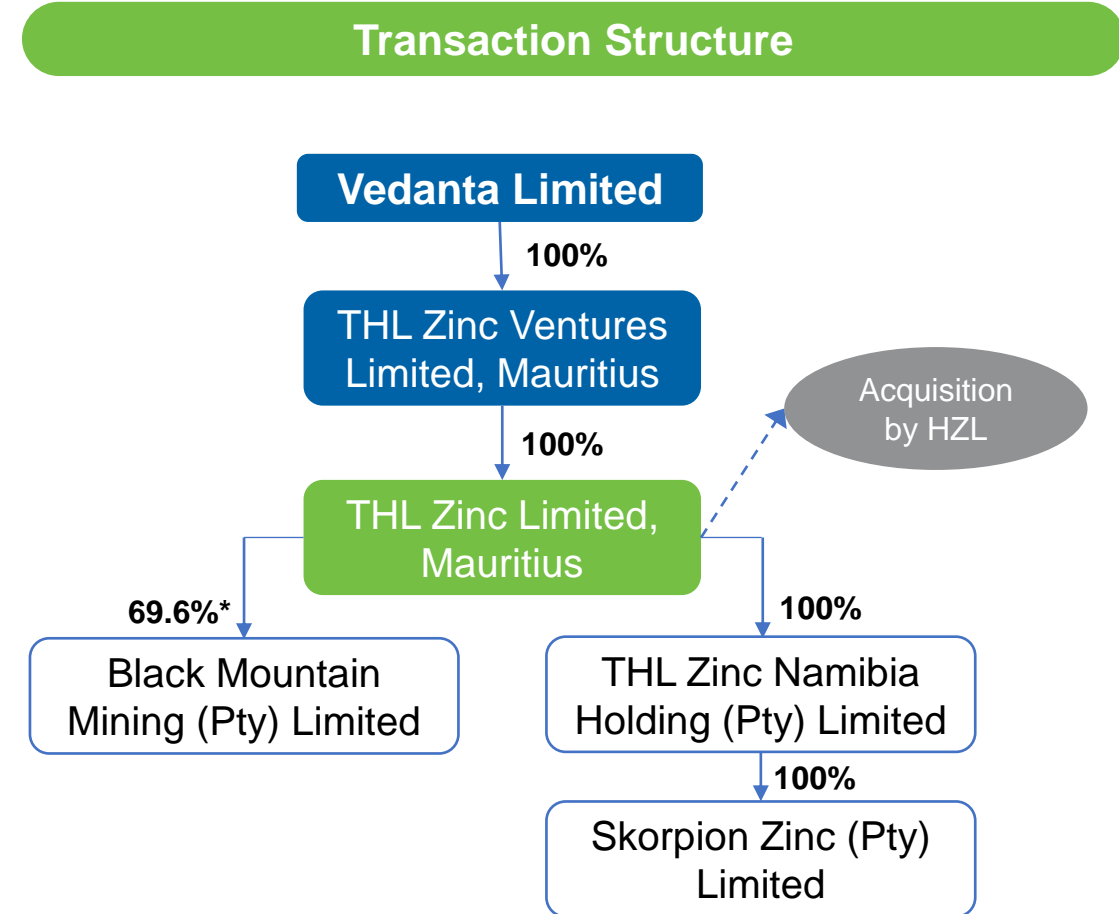 Transaction Structure
Vedanta Limited
100%
THL Zinc Ventures
Limited, Mauritius
100%
Acquisition
by HZL
THL Zinc Limited,
Mauritius
69.6%*
100%
Black Mountain
Mining (Pty) Limited
THL Zinc Namibia
Holding (Pty) Limited
100%
Skorpion Zinc (Pty)
Limited